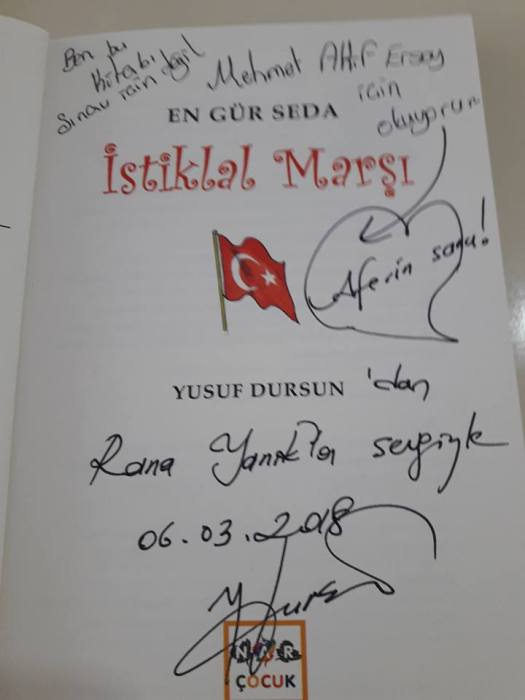 Ben bu
kitabı
Sınav için değil
Mehmet Akif Ersoy
için
okuyorum
EN GÜR SEDA
İstiklal Marşı
Aferin sana!
YUSUF DURSUN 'dan
Rana Yanık'a sevgiyle
06.03.2018
NAR
ÇOCUK